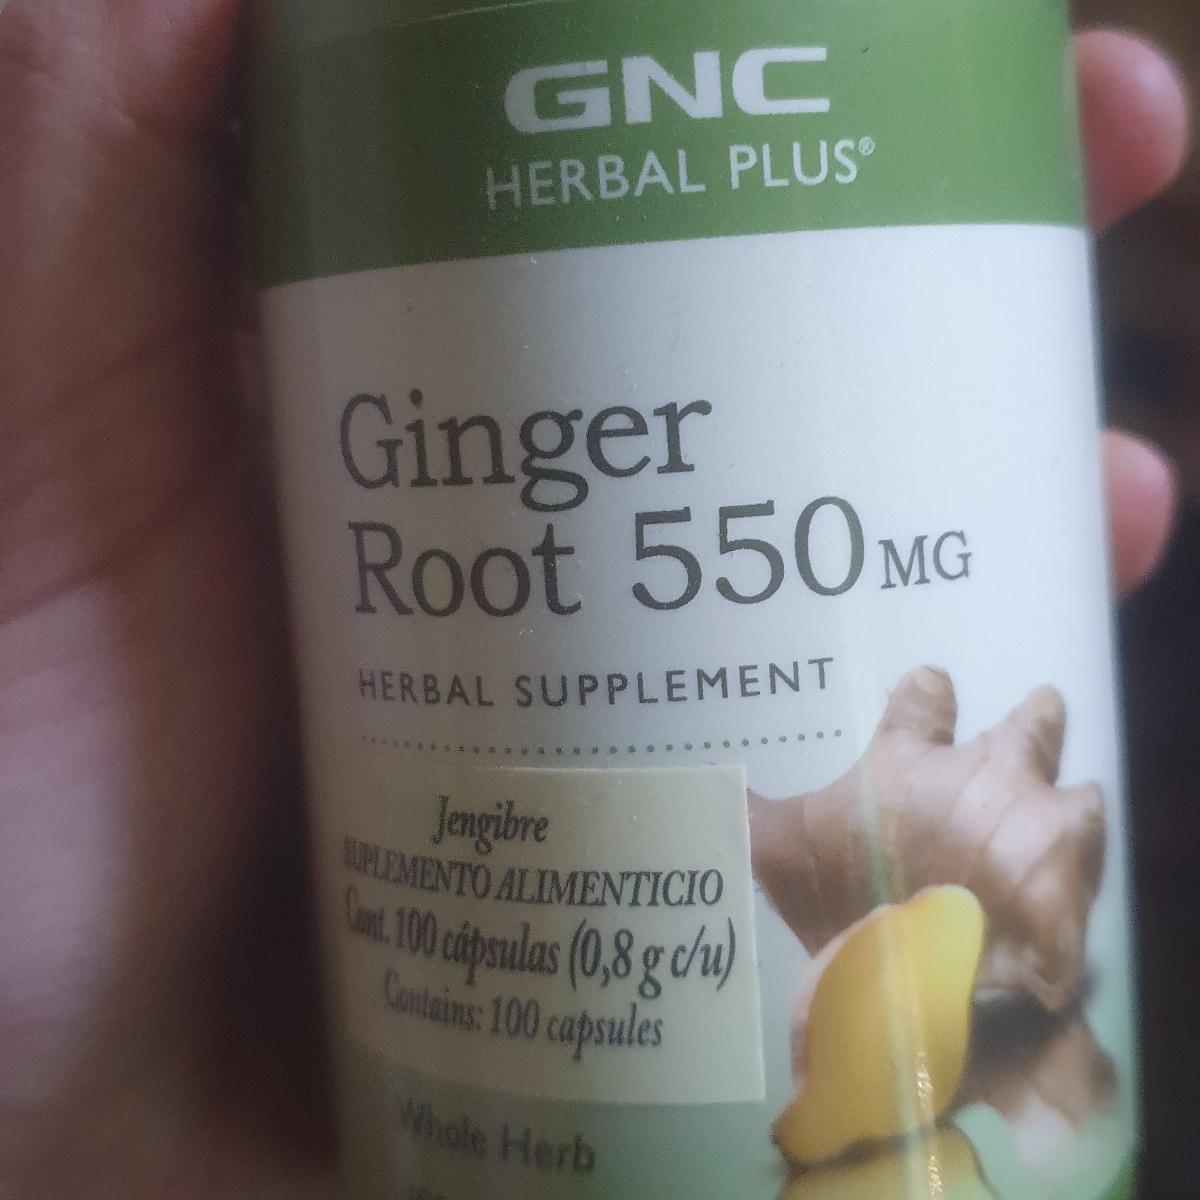 GNC
HERBAL PLUS®
Ginger
Root 550 MG
HERBAL SUPPLEMENT
Jengibre
SUPLEMENTO ALIMENTICIO
Cont. 100 cápsulas (0,8 g c/u)
Contains: 100 capsules
Whole Herb